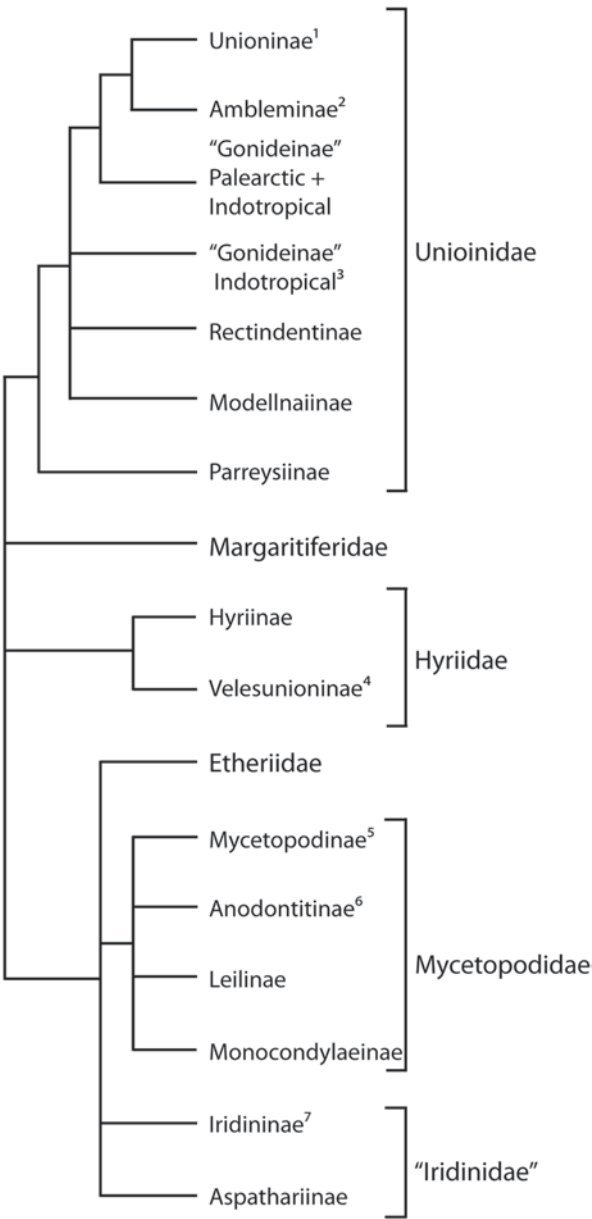 Unioninae¹
Ambleminae²
“Gonideinae”
Palearctic +
Indotropical
“Gonideinae”
Indotropical³
Unioinidae
Rectindentinae
Modellnaiinae
Parreysiinae
Margaritiferidae
Hyriinae
Hyriidae
Velesunioninae⁴
Etheriidae
Mycetopodinae⁵
Anodontitinae⁶
Mycetopodidae
Leilinae
Monocondylaeinae
Iridininae⁷
“Iridinidae”
Aspathariinae